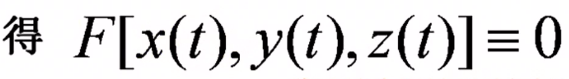 得 F[x(t), y(t), z(t)] ≡ 0